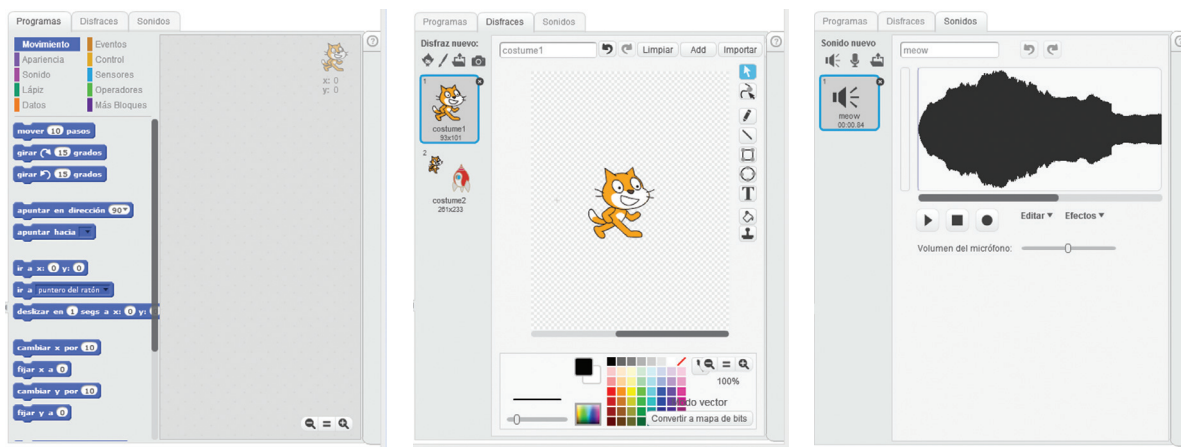 Programas Disfraces Sonidos
Movimiento Eventos
Apariencia Control
Sonido Sensores
Lápiz Operadores
Datos Más Bloques
x: 0
y: 0
mover 10 pasos
girar 15 grados
girar 15 grados
apuntar en dirección 90
apuntar hacia
ir a x: 0 y: 0
ir a puntero del ratón
deslizar en 1 segs a x: 0 y:
cambiar x por 10
fijar x a 0
cambiar y por 10
fijar y a 0
Programas Disfraces Sonidos
Disfraz nuevo:
costume1 Limpiar Add Importar
1
costume1
93x101
2
costume2
261x233
T
100%
do vector
Convertir a mapa de bits
Programas Disfraces Sonidos
Sonido nuevo
meow
1
meow
00:00.84
Editar Efectos
Volumen del micrófono: